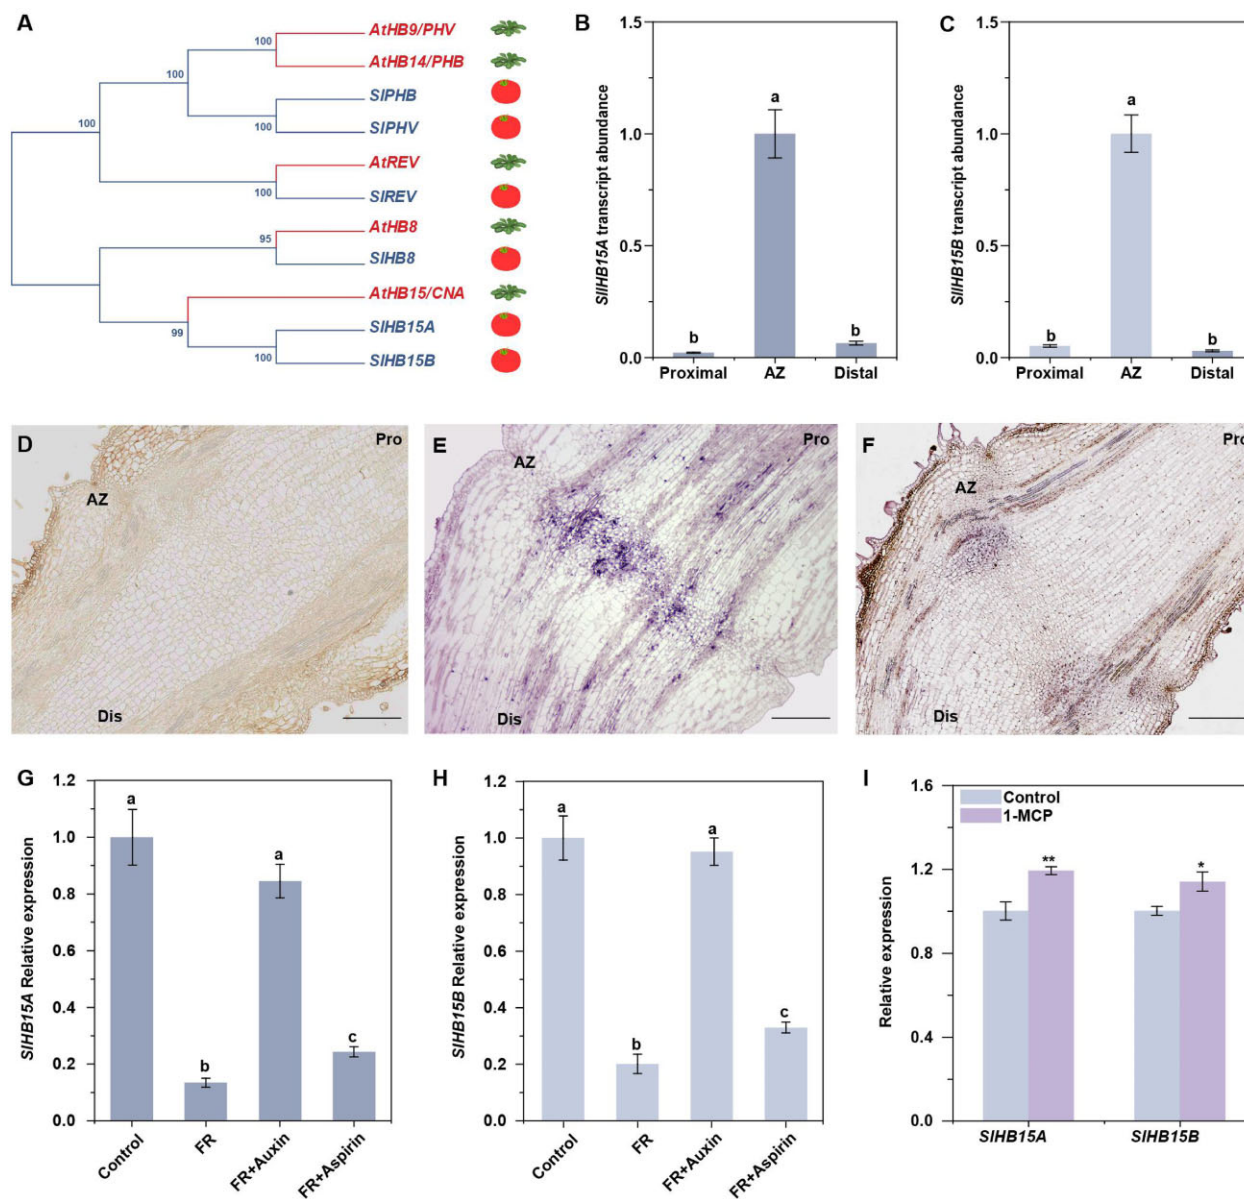 A
100
100
100
100
95
99
100
AtHB9/PHV
AtHB14/PHB
SlPHB
SlPHV
AtREV
SlREV
AtHB8
SlHB8
AtHB15/CNA
SlHB15A
SlHB15B
B
SlIHB15A transcript abundance
1.5
1.0
0.5
0.0
b
a
b
Proximal
AZ
Distal
C
SlIHB15B transcript abundance
1.5
1.0
0.5
0.0
b
a
b
Proximal
AZ
Distal
D
Pro
AZ
Dis
E
Pro
AZ
Dis
F
Pro
AZ
Dis
G
SlHB15A Relative expression
1.2
1.0
0.8
0.6
0.4
0.2
0.0
a
b
a
c
Control
FR
FR+Auxin
FR+Aspirin
H
SlHB15B Relative expression
1.2
1.0
0.8
0.6
0.4
0.2
0.0
a
b
a
c
Control
FR
FR+Auxin
FR+Aspirin
I
Relative expression
1.6
1.2
0.8
0.4
0.0
Control
1-MCP
**
*
SlHB15A
SlHB15B